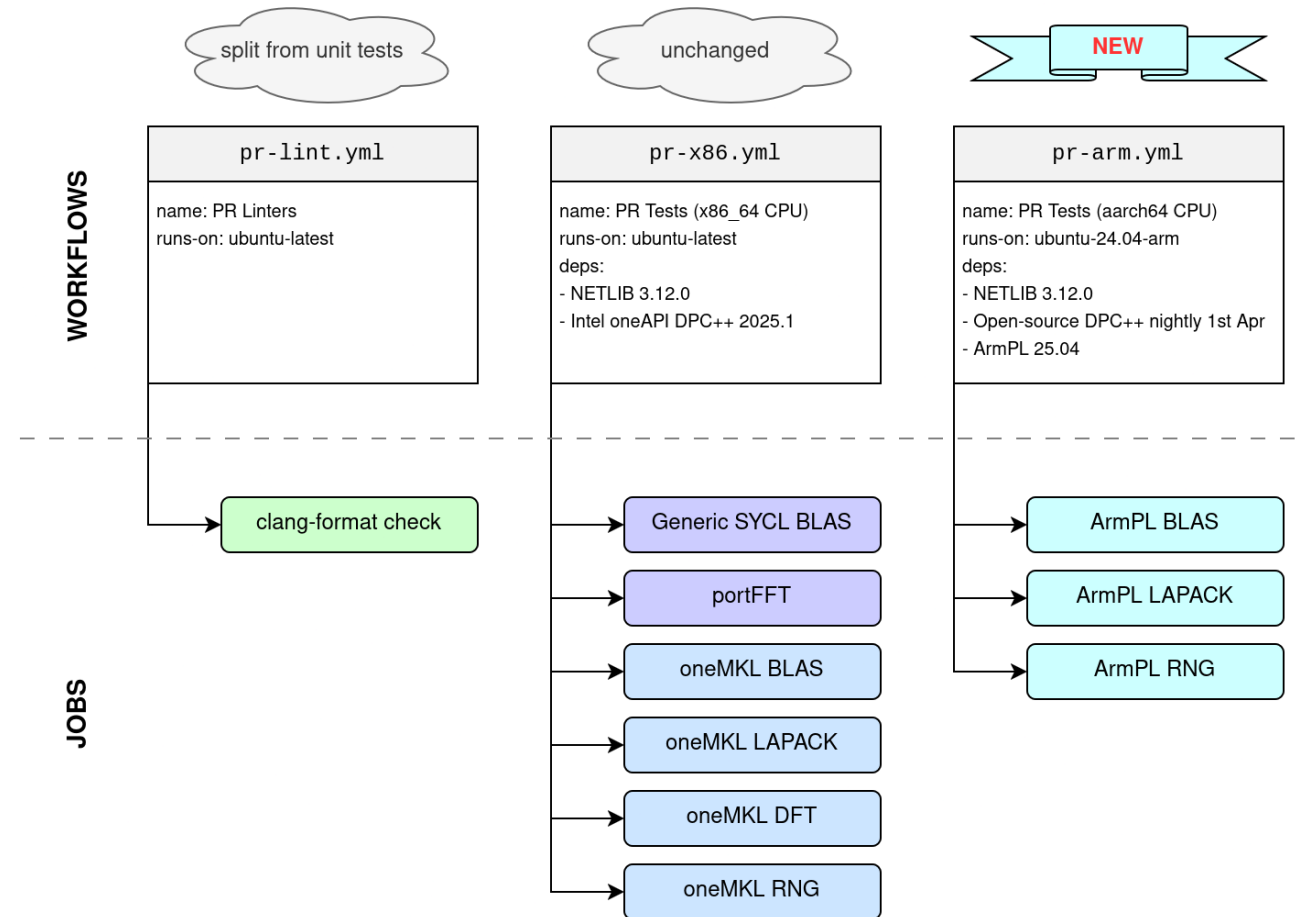 split from unit tests
unchanged
NEW
WORKFLOWS
pr-lint.yml
name: PR Linters
runs-on: ubuntu-latest
pr-x86.yml
name: PR Tests (x86_64 CPU)
runs-on: ubuntu-latest
deps:
- NETLIB 3.12.0
- Intel oneAPI DPC++ 2025.1
pr-arm.yml
name: PR Tests (aarch64 CPU)
runs-on: ubuntu-24.04-arm
deps:
- NETLIB 3.12.0
- Open-source DPC++ nightly 1st Apr
- ArmPL 25.04
JOBS
clang-format check
Generic SYCL BLAS
portFFT
oneMKL BLAS
oneMKL LAPACK
oneMKL DFT
oneMKL RNG
ArmPL BLAS
ArmPL LAPACK
ArmPL RNG